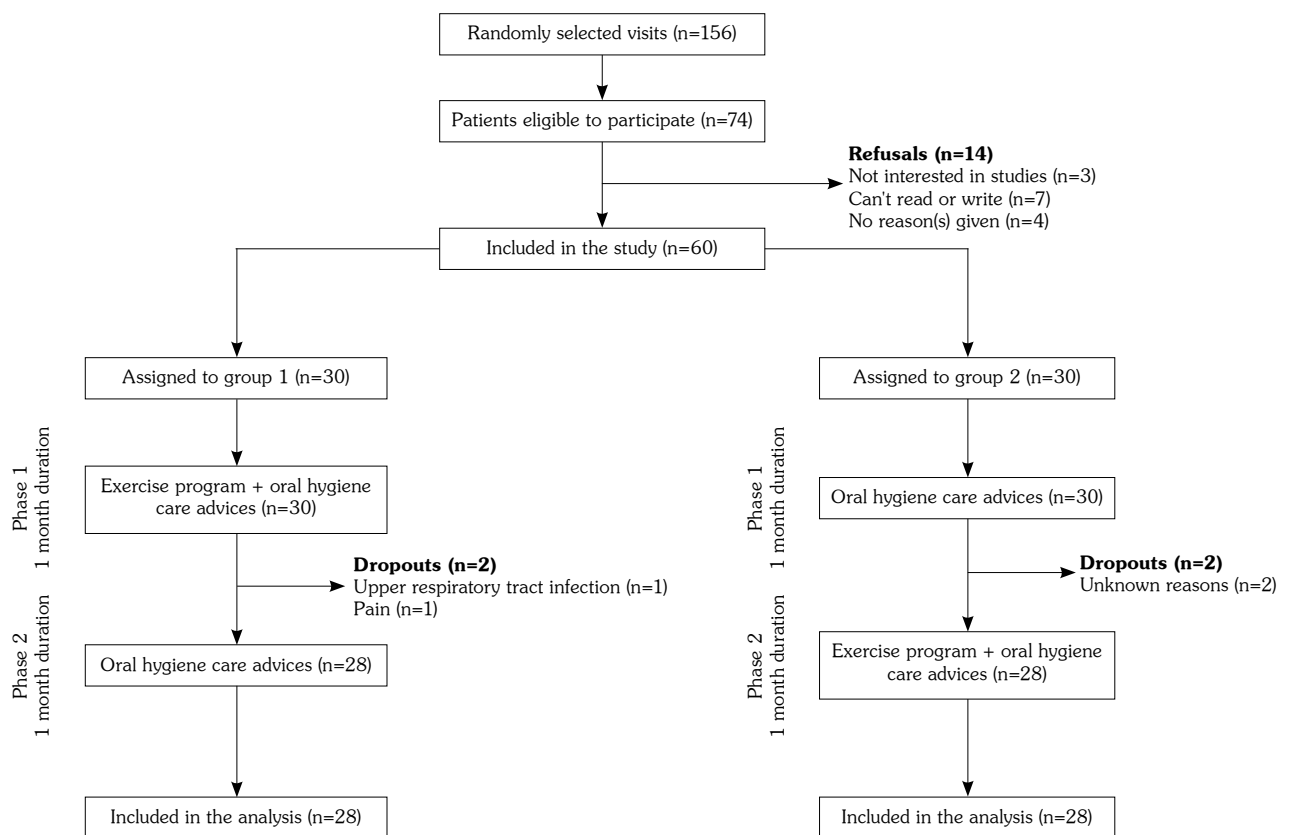 Randomly selected visits (n=156)
Patients eligible to participate (n=74)
Refusals (n=14)
Not interested in studies (n=3)
Can't read or write (n=7)
No reason(s) given (n=4)
Included in the study (n=60)
Assigned to group 1 (n=30)
Phase 1
1 month duration
Exercise program + oral hygiene
care advices (n=30)
Dropouts (n=2)
Upper respiratory tract infection (n=1)
Pain (n=1)
Phase 2
1 month duration
Oral hygiene care advices (n=28)
Included in the analysis (n=28)
Assigned to group 2 (n=30)
Phase 1
1 month duration
Oral hygiene care advices (n=30)
Dropouts (n=2)
Unknown reasons (n=2)
Phase 2
1 month duration
Exercise program + oral hygiene
care advices (n=28)
Included in the analysis (n=28)